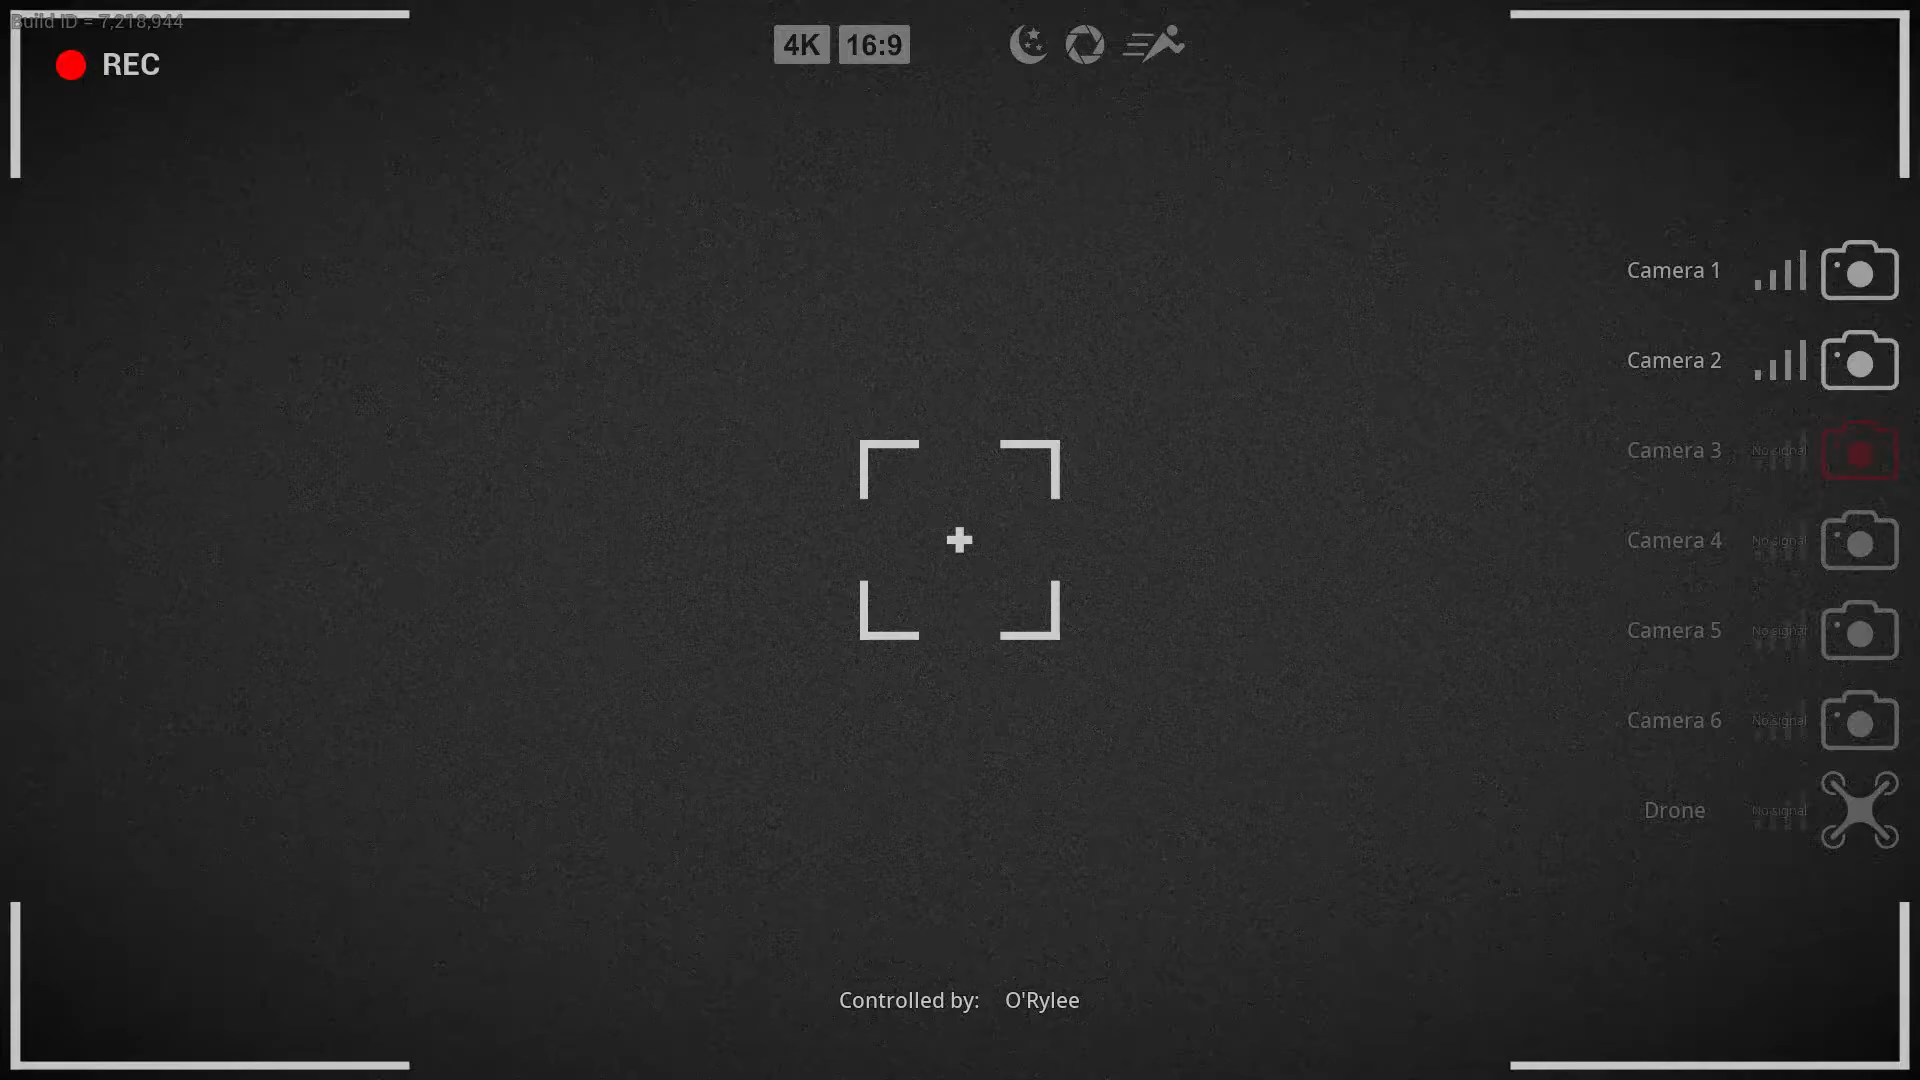 Build ID = 7,218,944
REC
4K 16:9
Camera 1
Camera 2
Camera 3 No signal
Camera 4 No signal
Camera 5 No signal
Camera 6 No signal
Drone No signal
Controlled by: O'Rylee